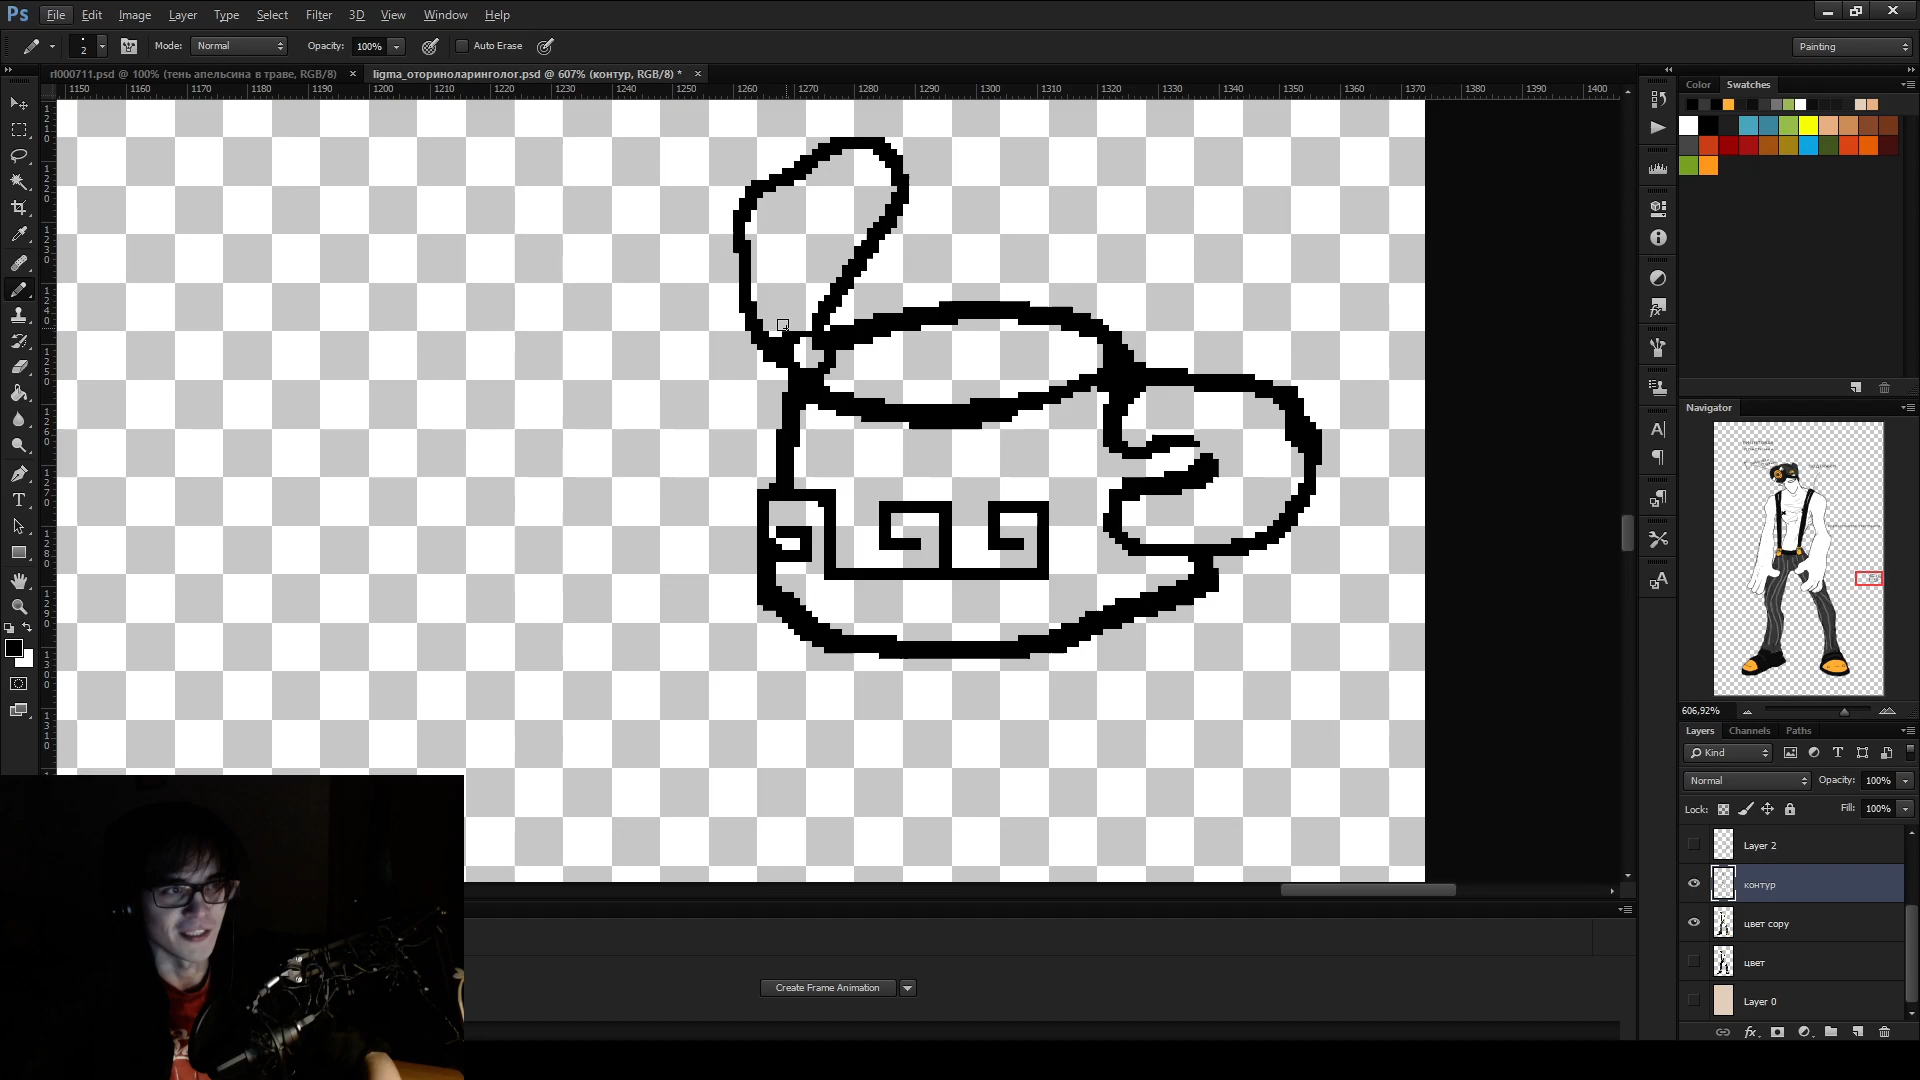 Ps File Edit Image Layer Type Select Filter 3D View Window Help
2 Mode: Normal Opacity: 100% Auto Erase Painting
rl000711.psd @ 100% (тень апельсина в траве, RGB/8) × ligma_оториноларинголог.psd @ 607% (контур, RGB/8) * ×
1150 1160 1170 1180 1190 1200 1210 1220 1230 1240 1250 1260 1270 1280 1290 1300 1310 1320 1330 1340 1350 1360 1370 1380 1390 1400
Color Swatches
Navigator
606,92%
Layers Channels Paths
Kind
Normal Opacity: 100%
Lock: Fill: 100%
Layer 2
контур
цвет copy
цвет
Layer 0
Create Frame Animation